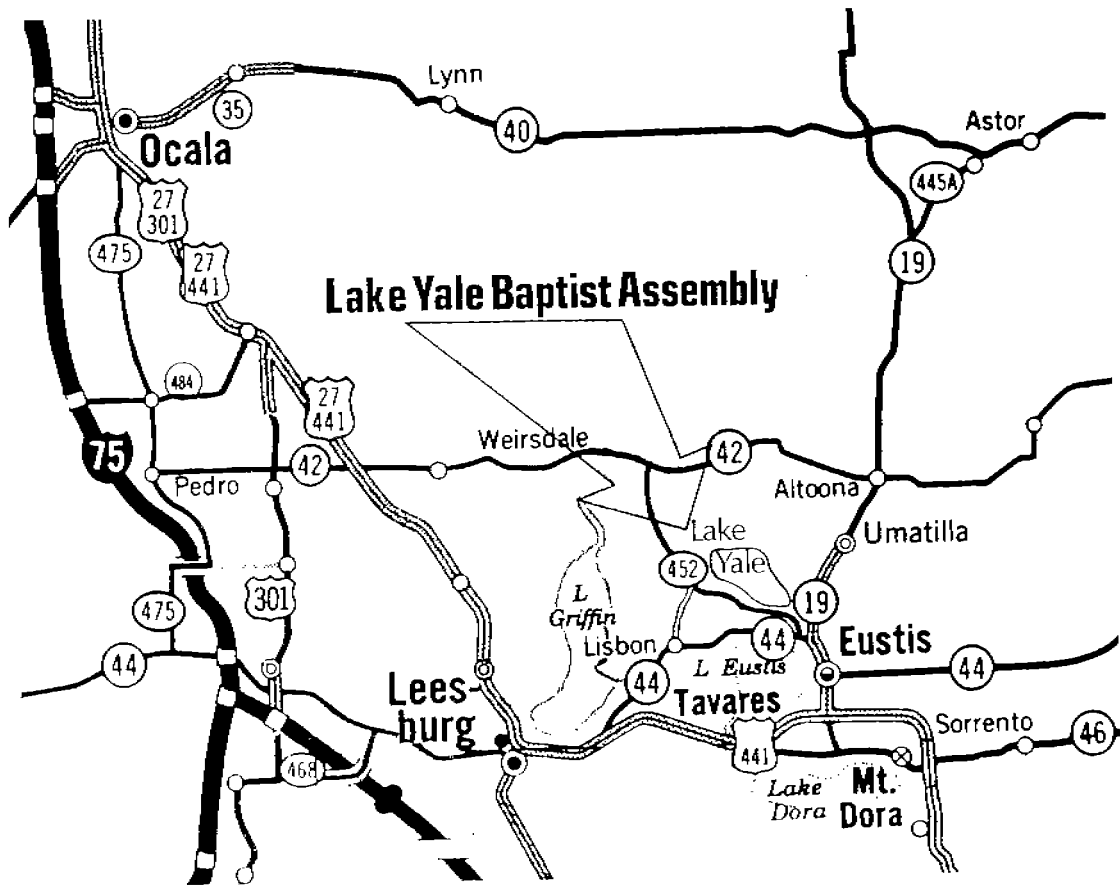 Lynn
35
40
Astor
Ocala
445A
27
301
475
27
441
19
Lake Yale Baptist Assembly
484
27
441
75
Weirsdale
42
42
Pedro
Altoona
Umatilla
Lake
Yale
452
L
Griffin
19
301
475
Lisbon
44
Eustis
L Eustis
44
44
44
Lees-
burg
Tavares
Sorrento
441
46
468
Lake
Dora
Mt.
Dora